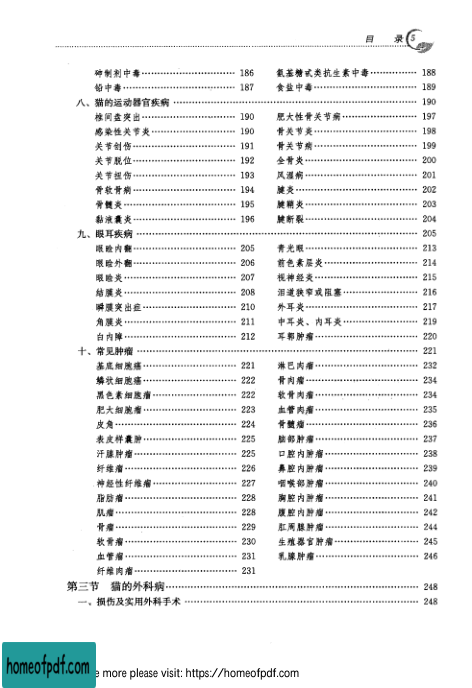 目 录 5
砷制剂中毒 186 氨基糖甙类抗生素中毒 188
铅中毒 187 食盐中毒 189
八、猫的运动器官疾病 190
椎间盘突出 190 肥大性骨关节病 197
感染性关节炎 190 骨关节炎 198
关节创伤 191 骨关节病 199
关节脱位 192 全骨炎 200
关节扭伤 193 风湿病 201
骨软骨病 194 腱炎 202
骨髓炎 195 腱鞘炎 203
黏液囊炎 196 腱断裂 204
九、眼耳疾病 205
眼睑内翻 205 青光眼 213
眼睑外翻 206 前色素层炎 214
眼睑炎 207 视神经炎 215
结膜炎 208 泪道狭窄或阻塞 216
瞬膜突出症 210 外耳炎 217
角膜炎 211 中耳炎、内耳炎 219
白内障 212 耳郭肿瘤 220
十、常见肿瘤 221
基底细胞瘤 221 淋巴肉瘤 232
鳞状细胞癌 222 骨肉瘤 234
黑色素细胞瘤 222 软骨肉瘤 234
肥大细胞瘤 223 血管肉瘤 235
皮角 224 骨髓瘤 236
表皮样囊肿 225 脑部肿瘤 237
汗腺肿瘤 225 口腔内肿瘤 238
纤维瘤 226 鼻腔内肿瘤 239
神经性纤维瘤 227 咽喉部肿瘤 240
脂肪瘤 228 胸腔内肿瘤 241
肌瘤 228 腹腔内肿瘤 242
骨瘤 229 肛周腺肿瘤 244
软骨瘤 230 生殖器官肿瘤 245
血管瘤 231 乳腺肿瘤 246
纤维肉瘤 231
第三节 猫的外科病 248
一、损伤及实用外科手术 248
homeofpdf.com
e more please visit: https://homeofpdf.com